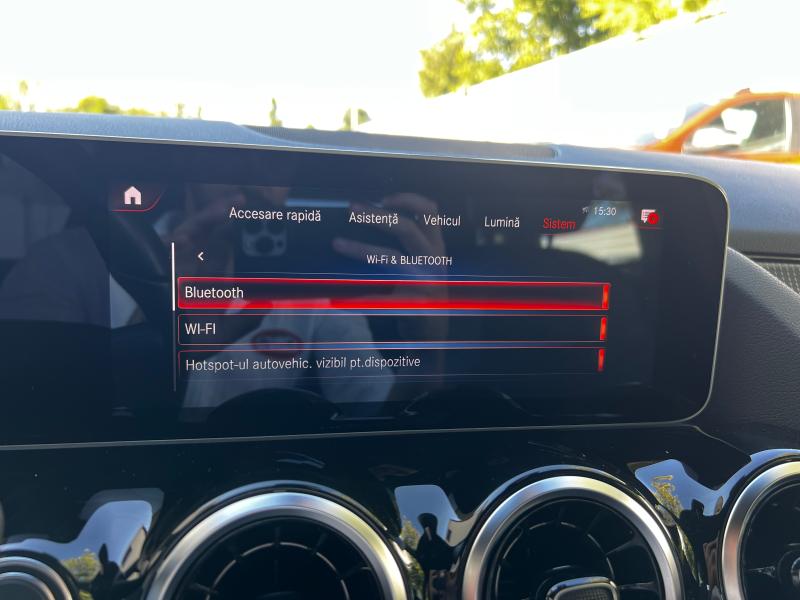 Accesare rapidă Asistență Vehicul Lumină Sistem 15:30
Wi-Fi & BLUETOOTH
Bluetooth
WI-FI
Hotspot-ul autovehic. vizibil pt.dispozitive